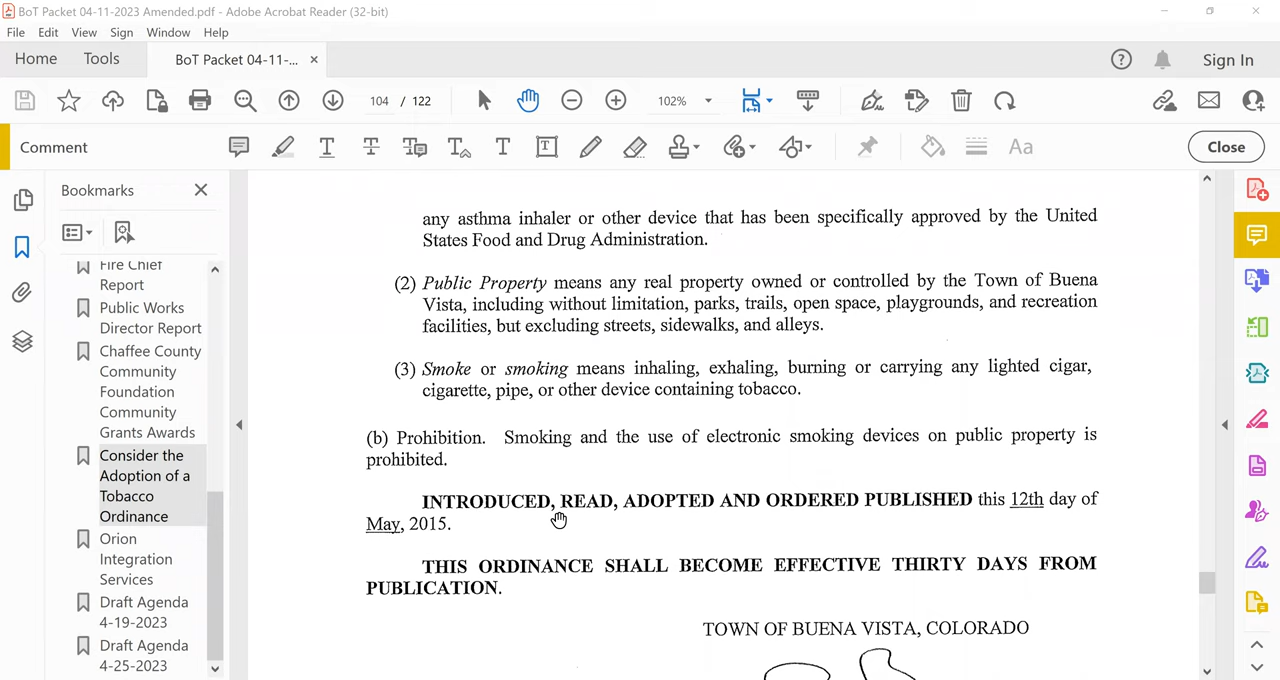 BoT Packet 04-11-2023 Amended.pdf - Adobe Acrobat Reader (32-bit)
File Edit View Sign Window Help
Home Tools BoT Packet 04-11-... × Sign In
104 / 122 102%
Comment Close
Bookmarks
Fire Chief
Report
Public Works
Director Report
Chaffee County
Community
Foundation
Community
Grants Awards
Consider the
Adoption of a
Tobacco
Ordinance
Orion
Integration
Services
Draft Agenda
4-19-2023
Draft Agenda
4-25-2023
any asthma inhaler or other device that has been specifically approved by the United
States Food and Drug Administration.
(2) Public Property means any real property owned or controlled by the Town of Buena
Vista, including without limitation, parks, trails, open space, playgrounds, and recreation
facilities, but excluding streets, sidewalks, and alleys.
(3) Smoke or smoking means inhaling, exhaling, burning or carrying any lighted cigar,
cigarette, pipe, or other device containing tobacco.
(b) Prohibition. Smoking and the use of electronic smoking devices on public property is
prohibited.
INTRODUCED, READ, ADOPTED AND ORDERED PUBLISHED this 12th day of
May, 2015.
THIS ORDINANCE SHALL BECOME EFFECTIVE THIRTY DAYS FROM
PUBLICATION.
TOWN OF BUENA VISTA, COLORADO